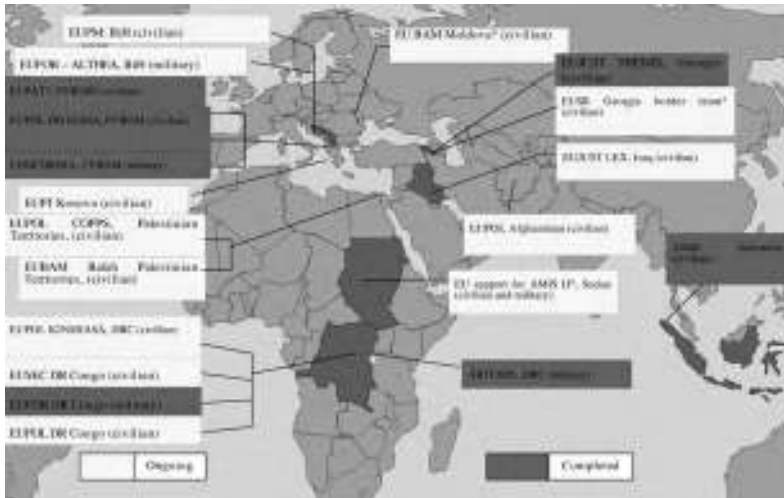 EUPM, BiH (civilian)
EUFOR – ALTHEA, BiH (military)
EUPAT, FYROM (civilian)
EUPOL PROXIMA, FYROM (civilian)
CONCORDIA, FYROM (military)
EUPT Kosovo (civilian)
EUPOL COPPS, Palestinian
Territories, (civilian)
EUBAM Rafah Palestinian
Territories, (civilian)
EUPOL KINSHASA, DRC (civilian)
EUSEC DR Congo (civilian)
EUFOR DR Congo (military)
EUPOL DR Congo (civilian)
Ongoing
EU BAM Moldova* (civilian)
EUJUST THEMIS, Georgia
(civilian)
EUSR Georgia border team*
(civilian)
EUJUST LEX, Iraq (civilian)
EUPOL Afghanistan (civilian)
EU support for AMIS II*, Sudan
(civilian and military)
ARTEMIS, DRC (military)
Completed